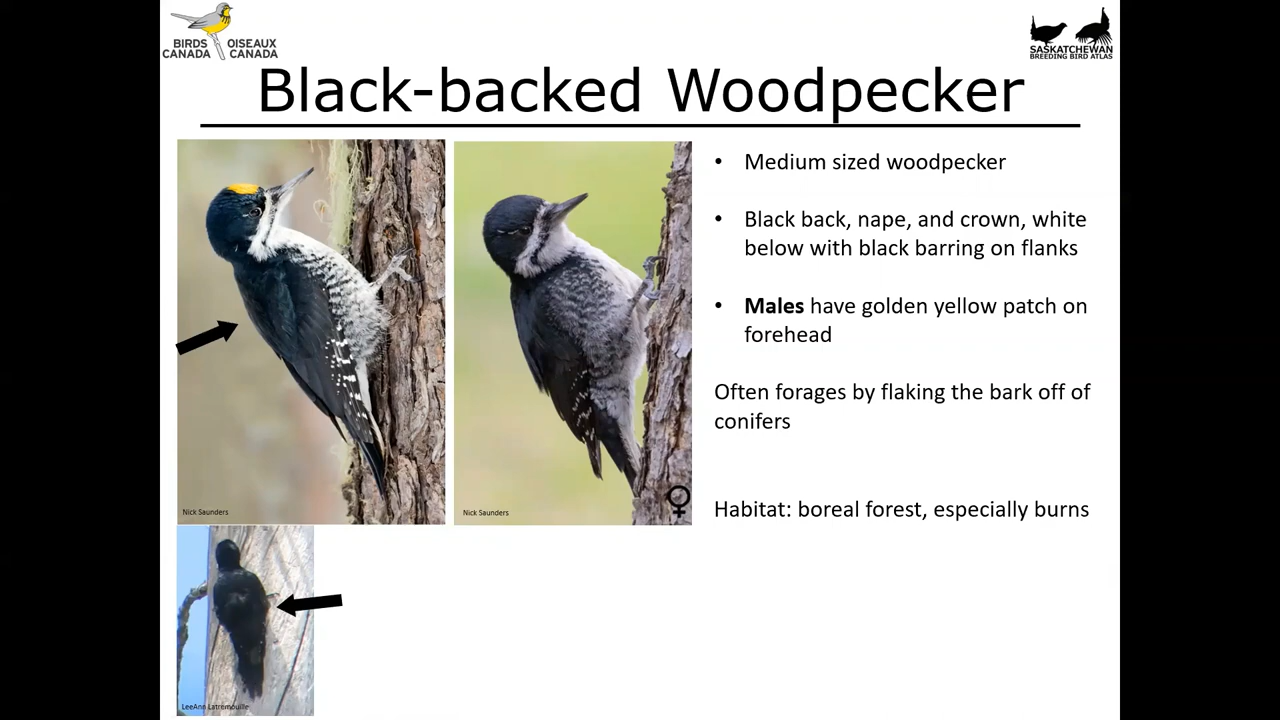 BIRDS OISEAUX
CANADA CANADA
SASKATCHEWAN
BREEDING BIRD ATLAS
Black-backed Woodpecker
• Medium sized woodpecker
• Black back, nape, and crown, white
below with black barring on flanks
• Males have golden yellow patch on
forehead
Often forages by flaking the bark off of
conifers
Habitat: boreal forest, especially burns
Nick Saunders
Nick Saunders
♀
LeeAnn Latremouille